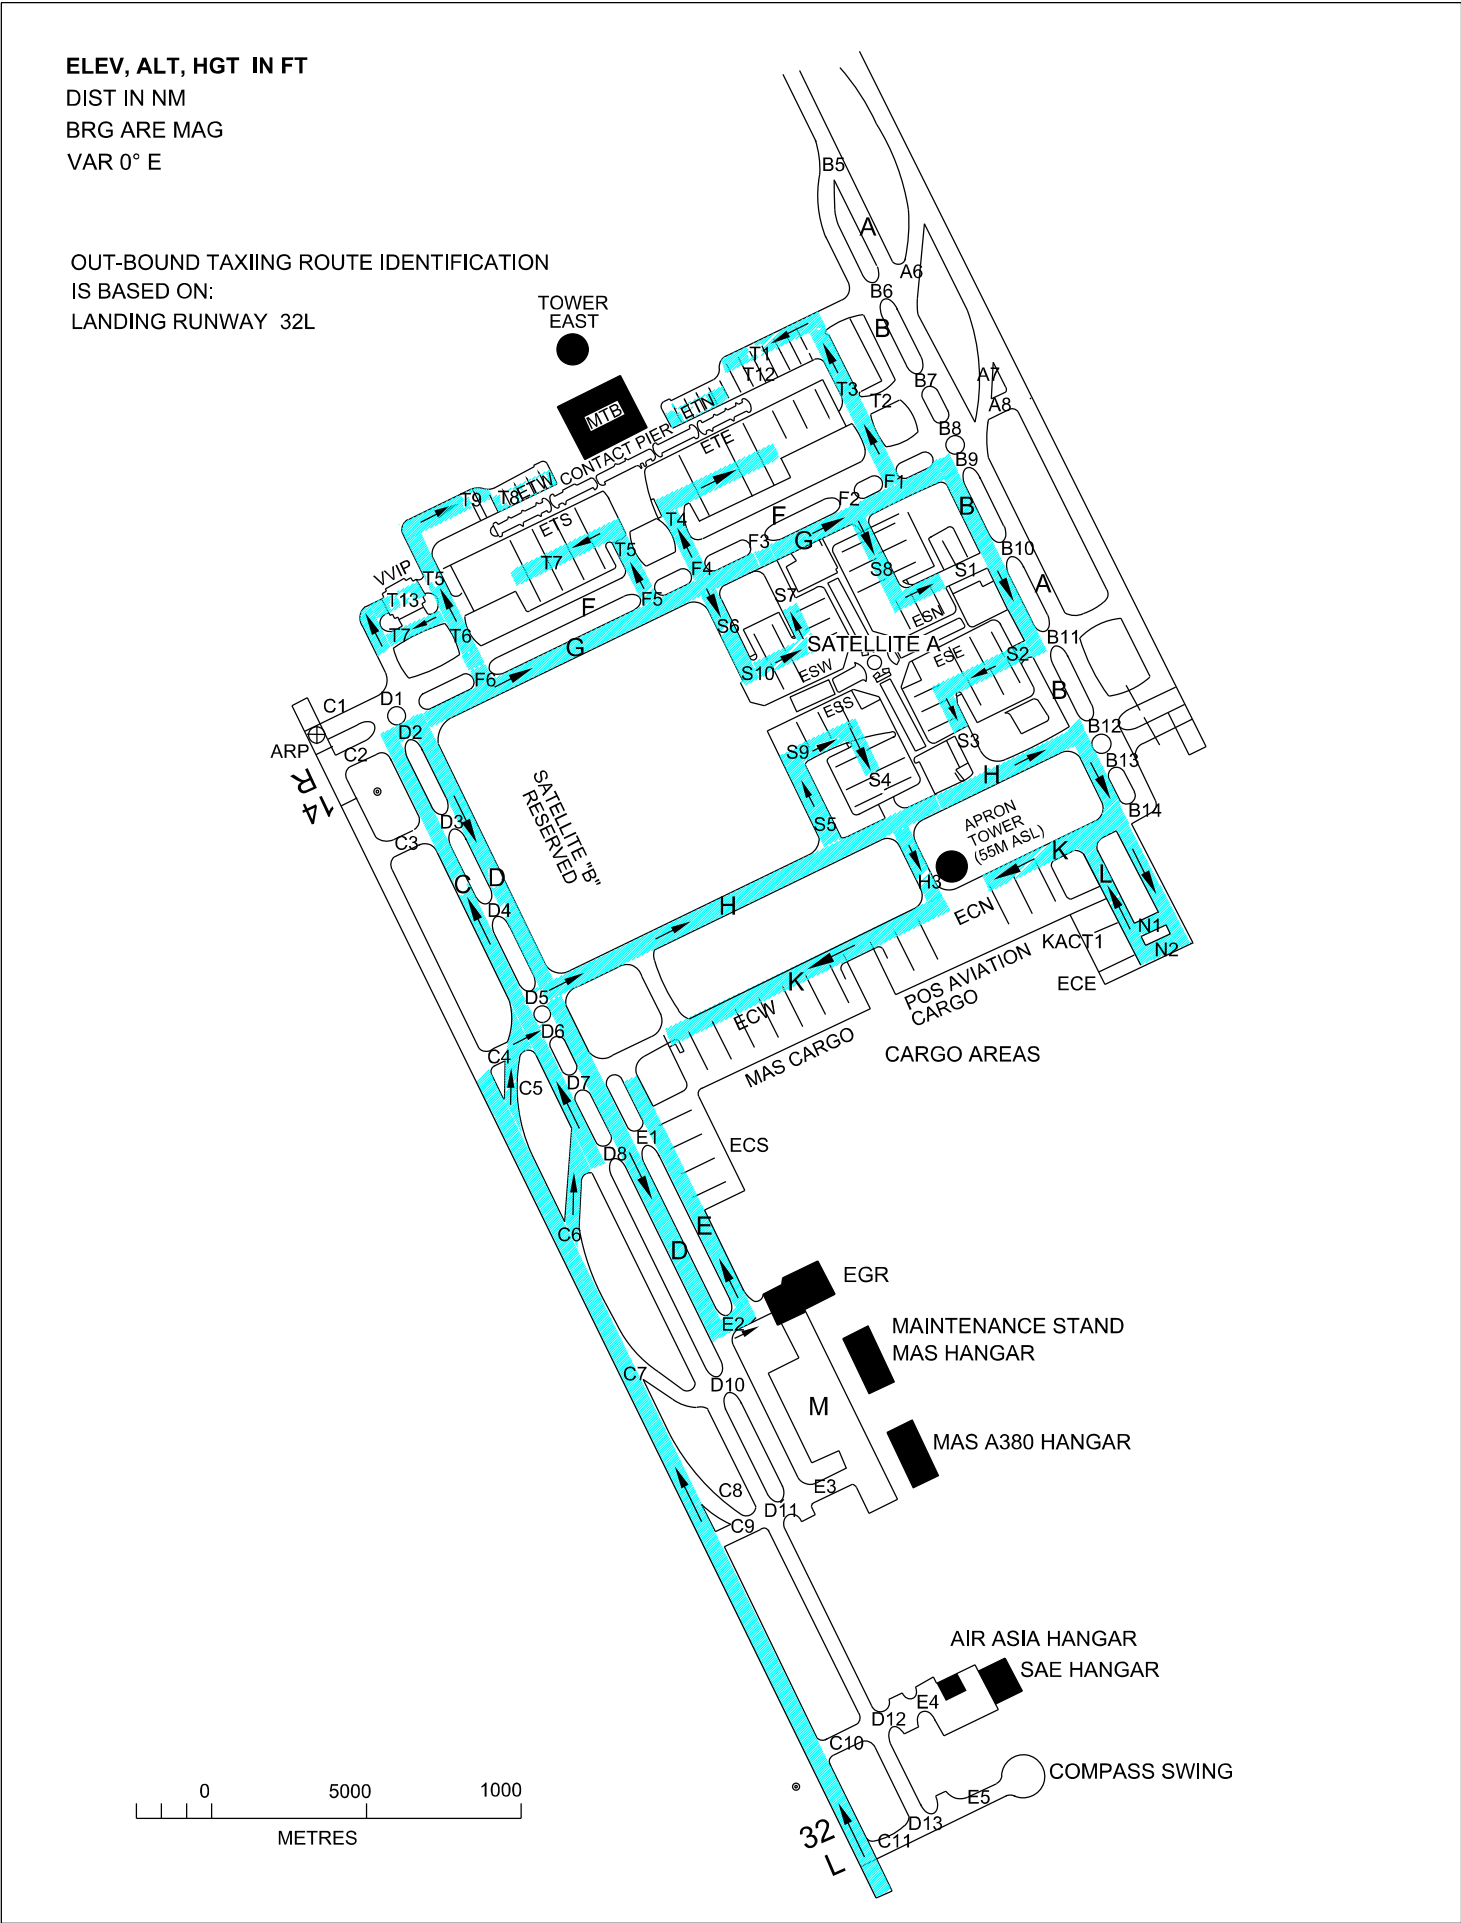 ELEV, ALT, HGT IN FT
DIST IN NM
BRG ARE MAG
VAR 0° E
OUT-BOUND TAXIING ROUTE IDENTIFICATION
IS BASED ON:
LANDING RUNWAY 32L
TOWER
EAST
MTB
CONTACT PIER
B5
A
A6
B6
B
T1
T12
ETN
T3
T2
B7
A7
A8
B8
ETE
B9
F1
F2
F
B
T9
T8
ETW
ETS
T4
G
F3
B10
T7
T5
S8
S1
A
VVIP
T5
F4
S7
ESN
T13
F5
F
S6
SATELLITE A
B11
T7
T6
G
ESW
ESE
S2
F6
S10
B
C1
D1
ESS
B12
ARP
C2
D2
S9
S3
B13
14
R
S4
H
B14
SATELLITE "B"
RESERVED
D3
S5
APRON
TOWER
(55M ASL)
C3
K
C
D
H3
L
D4
H
ECN
N1
KACT1
N2
K
POS AVIATION
CARGO
ECE
D5
ECW
D6
C4
MAS CARGO
CARGO AREAS
C5
D7
E1
ECS
D8
E
C6
D
EGR
E2
MAINTENANCE STAND
MAS HANGAR
C7
D10
M
MAS A380 HANGAR
C8
E3
D11
C9
AIR ASIA HANGAR
SAE HANGAR
E4
D12
C10
COMPASS SWING
E5
D13
C11
32
L
0 5000 1000
METRES